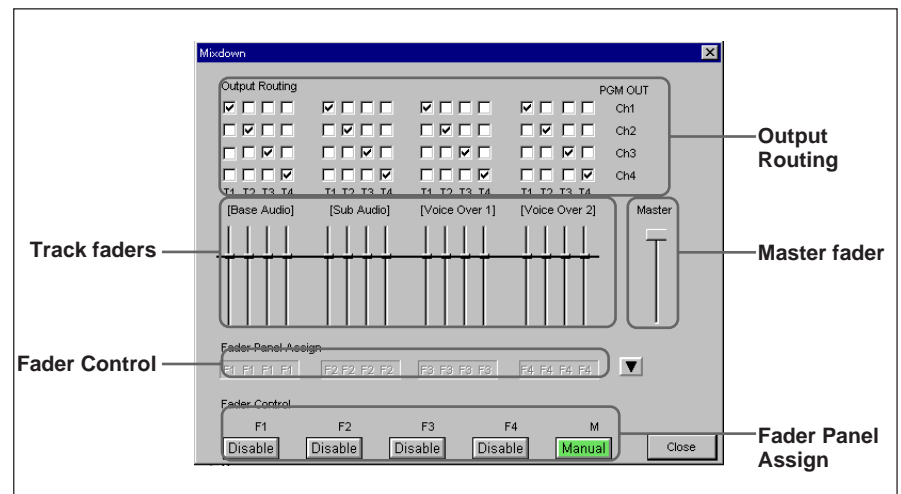 Mixdown
Output Routing
PGM OUT
Ch1
Ch2
Ch3
Ch4
T1 T2 T3 T4 T1 T2 T3 T4 T1 T2 T3 T4 T1 T2 T3 T4
[Base Audio] [Sub Audio] [Voice Over 1] [Voice Over 2] Master
Fader Panel Assign
F1 F1 F1 F1 F2 F2 F2 F2 F3 F3 F3 F3 F4 F4 F4 F4
Fader Control
F1 F2 F3 F4 M
Disable Disable Disable Disable Manual Close
Output
Routing
Track faders
Master fader
Fader Control
Fader Panel
Assign